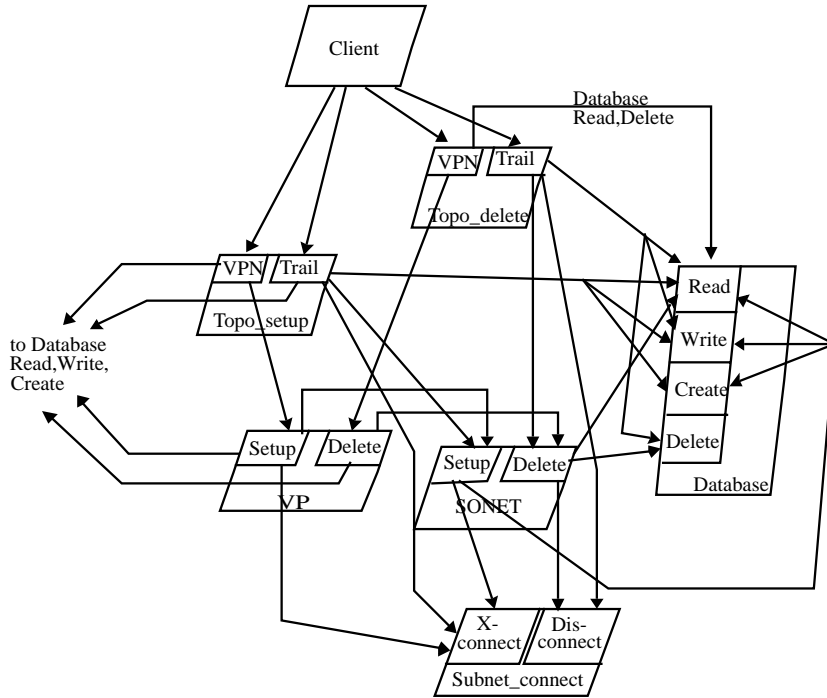 Client
Database
Read,Delete
VPN
Trail
Topo_delete
VPN
Trail
Topo_setup
Read
Write
Create
Delete
Database
to Database
Read,Write,
Create
Setup
Delete
VP
Setup
Delete
SONET
X-
connect
Dis-
connect
Subnet_connect